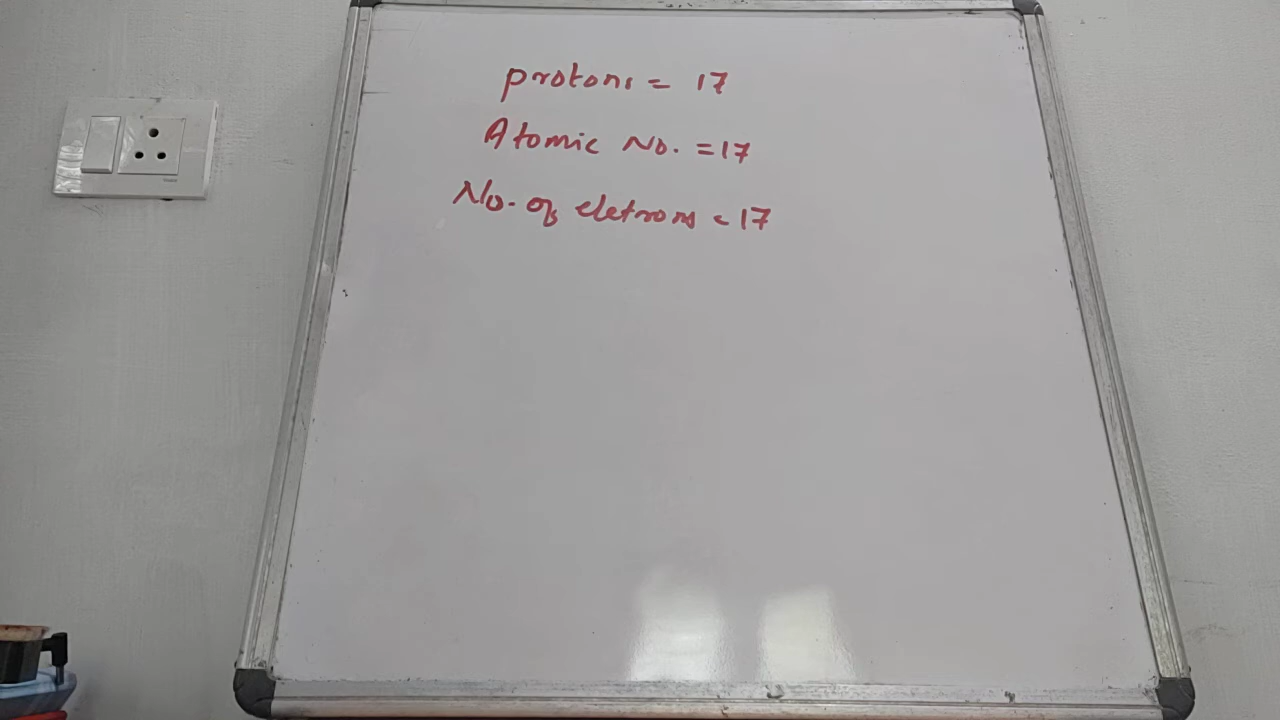 protons = 17
Atomic No. = 17
No. of eletrons = 17